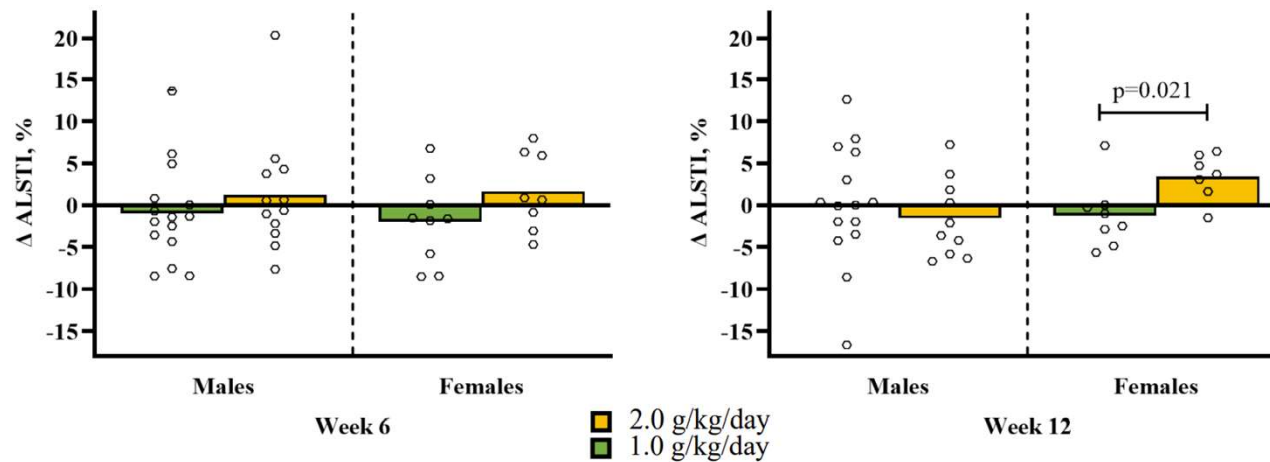 Δ ALSTI, %
20
15
10
5
0
-5
-10
-15
Males
Females
Week 6
Δ ALSTI, %
20
15
10
5
0
-5
-10
-15
p=0.021
Males
Females
Week 12
2.0 g/kg/day
1.0 g/kg/day